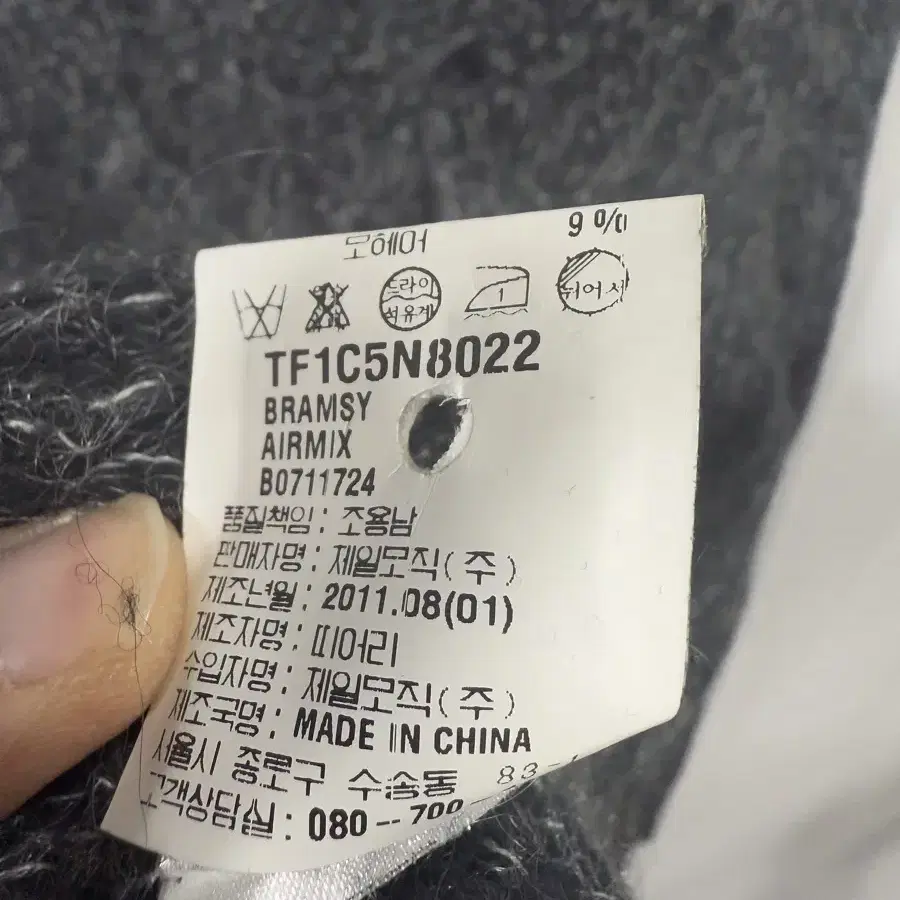 모헤어 9%
드라이
석유계
1
뉘어서
TF1C5N8022
BRAMSY
AIRMIX
B0711724
품질책임: 조용남
판매자명: 제일모직(주)
제조년월: 2011.08(01)
제조자명: 띠어리
수입자명: 제일모직(주)
제조국명: MADE IN CHINA
서울시 종로구 수송동 83-
고객상담실: 080--700-